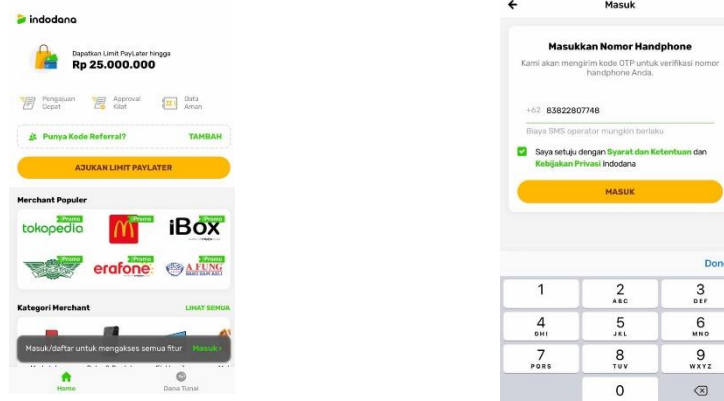 indodana
Dapatkan Limit PayLater hingga
Rp 25.000.000
Pengajuan
Cepat
Approval
Kilat
Data
Aman
Punya Kode Referral?
TAMBAH
AJUKAN LIMIT PAYLATER
Merchant Populer
Promo
Promo
Promo
tokopedia
iBox
Promo
Promo
Promo
erafone
A FUNG
BASO SAPI ASLI
Kategori Merchant
LIHAT SEMUA
Masuk/daftar untuk mengakses semua fitur
Masuk>
Home
Dana Tunai
Masuk
Masukkan Nomor Handphone
Kami akan mengirim kode OTP untuk verifikasi nomor
handphone Anda.
+62 83822807748
Biaya SMS operator mungkin berlaku
Saya setuju dengan Syarat dan Ketentuan dan
Kebijakan Privasi Indodana
MASUK
Don
1
2
ABC
3
DEF
4
GHI
5
JKL
6
MNO
7
PQRS
8
TUV
9
WXYZ
0